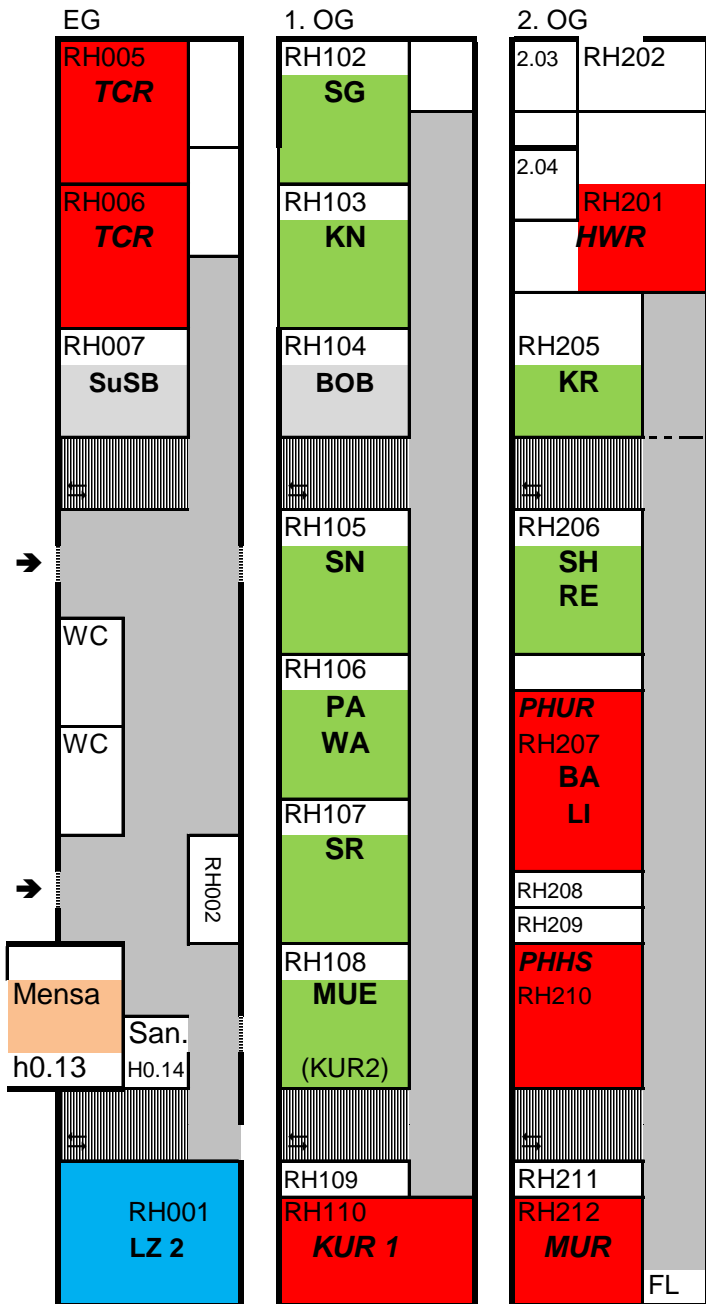 EG
RH005
TCR
RH006
TCR
RH007
SuSB
⇆
➔
WC
WC
RH002
➔
Mensa
h0.13
San.
H0.14
⇆
RH001
LZ 2
1. OG
RH102
SG
RH103
KN
RH104
BOB
⇆
RH105
SN
RH106
PA
WA
RH107
SR
RH108
MUE
(KUR2)
⇆
RH109
RH110
KUR 1
2. OG
2.03
RH202
2.04
RH201
HWR
RH205
KR
⇆
RH206
SH
RE
PHUR
RH207
BA
LI
RH208
RH209
PHHS
RH210
⇆
RH211
RH212
MUR
FL